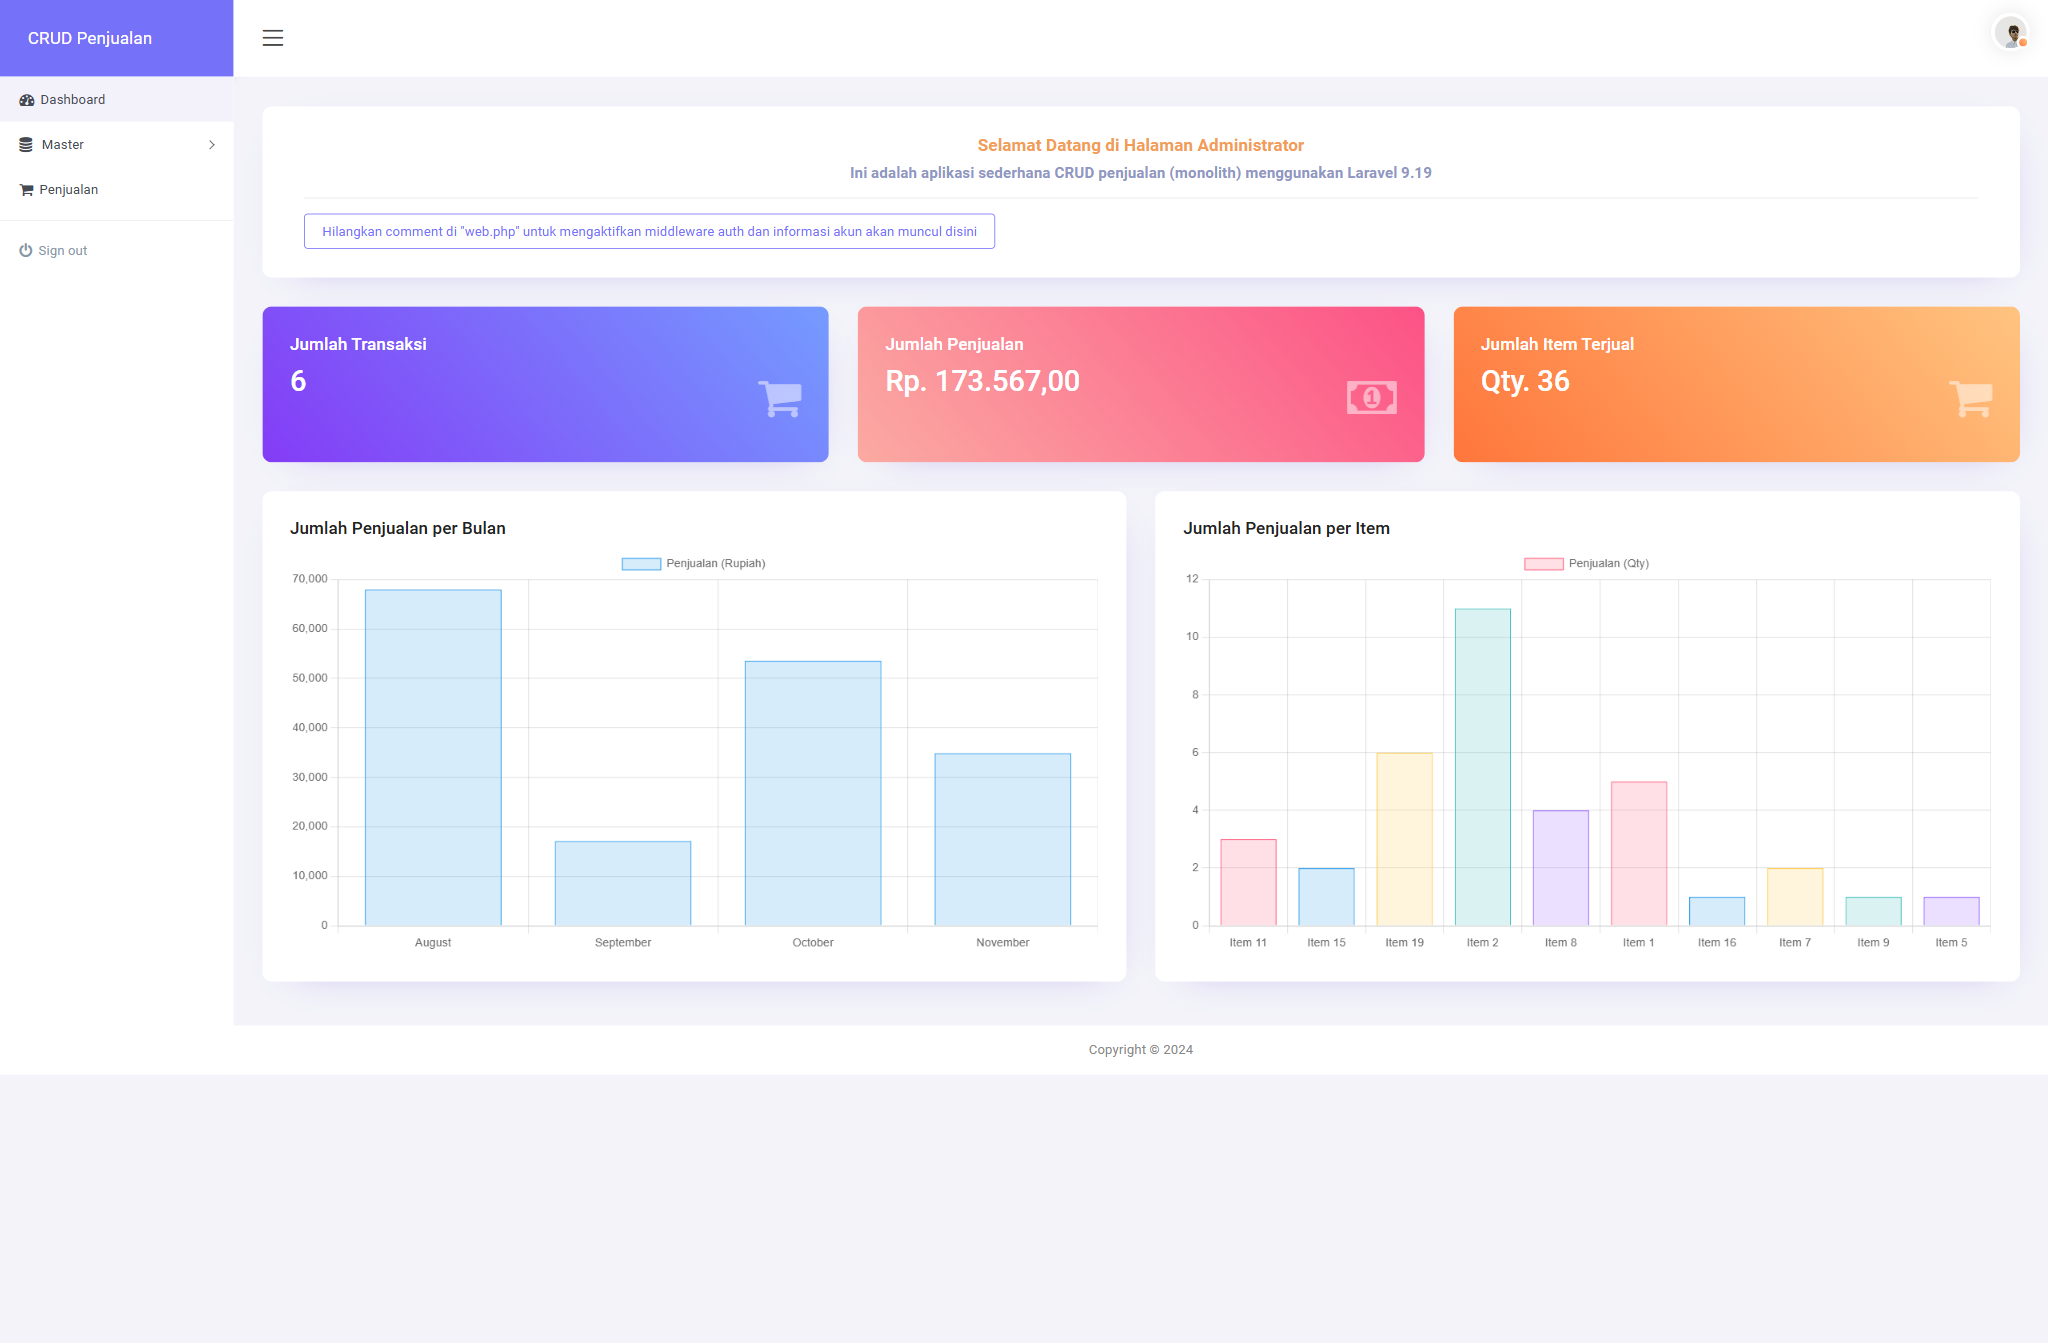 CRUD Penjualan
Dashboard
Master
Penjualan
Sign out
Selamat Datang di Halaman Administrator
Ini adalah aplikasi sederhana CRUD penjualan (monolith) menggunakan Laravel 9.19
Hilangkan comment di "web.php" untuk mengaktifkan middleware auth dan informasi akun akan muncul disini
Jumlah Transaksi
6
Jumlah Penjualan
Rp. 173.567,00
1
Jumlah Item Terjual
Qty. 36
Jumlah Penjualan per Bulan
Penjualan (Rupiah)
70,000
60,000
50,000
40,000
30,000
20,000
10,000
0
August September October November
Jumlah Penjualan per Item
Penjualan (Qty)
12
10
8
6
4
2
0
Item 11 Item 15 Item 19 Item 2 Item 8 Item 1 Item 16 Item 7 Item 9 Item 5
Copyright © 2024